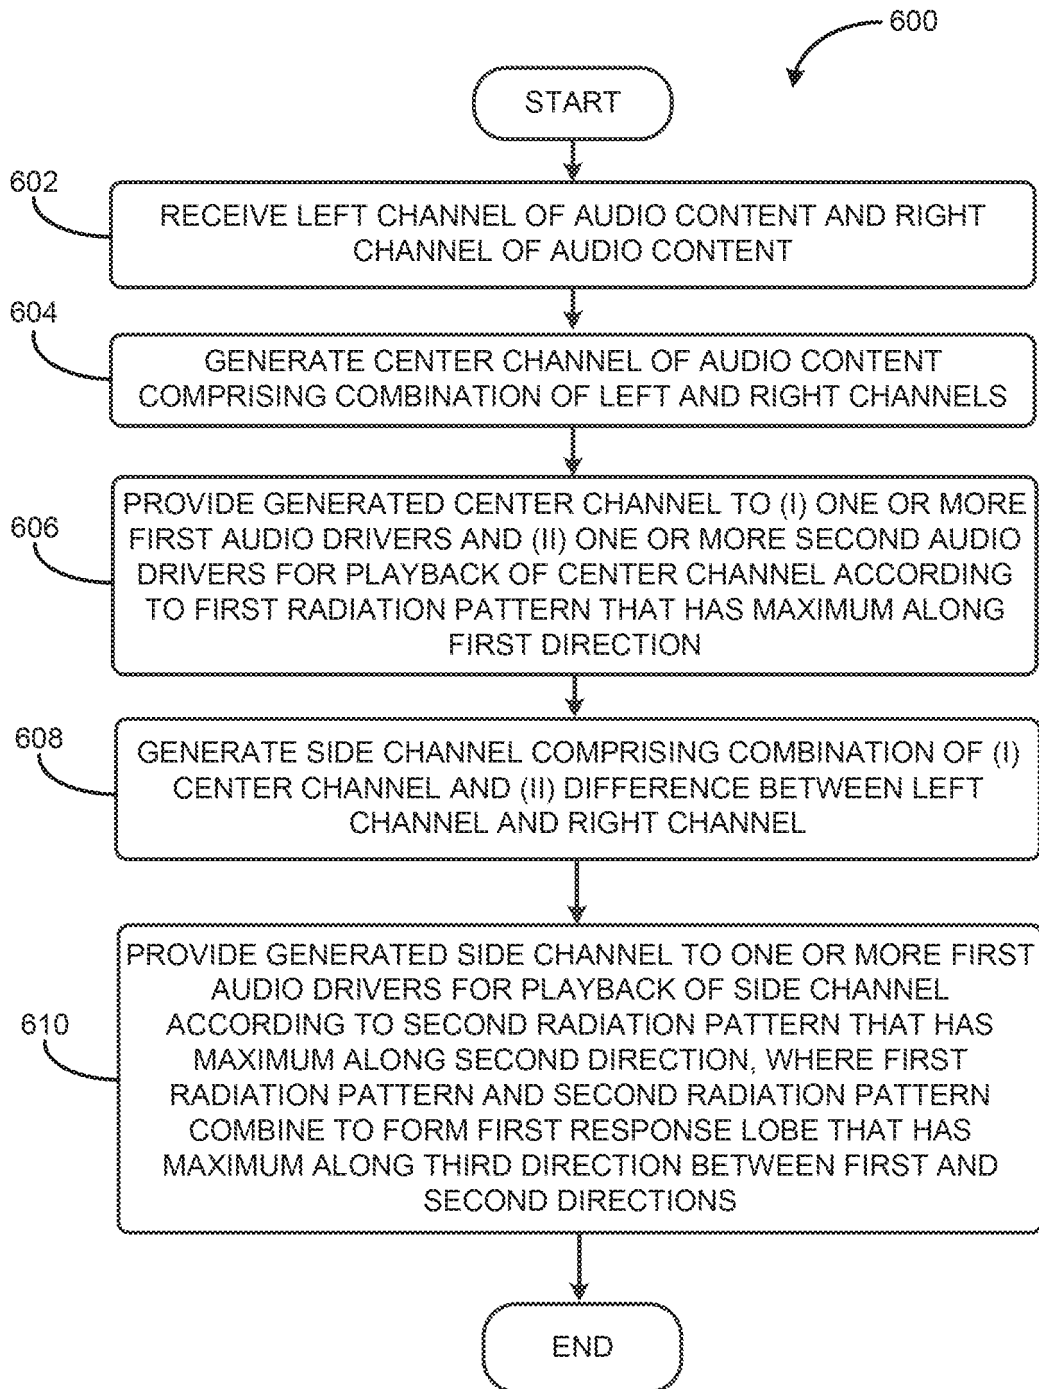 600
START
602
RECEIVE LEFT CHANNEL OF AUDIO CONTENT AND RIGHT
CHANNEL OF AUDIO CONTENT
604
GENERATE CENTER CHANNEL OF AUDIO CONTENT
COMPRISING COMBINATION OF LEFT AND RIGHT CHANNELS
606
PROVIDE GENERATED CENTER CHANNEL TO (I) ONE OR MORE
FIRST AUDIO DRIVERS AND (II) ONE OR MORE SECOND AUDIO
DRIVERS FOR PLAYBACK OF CENTER CHANNEL ACCORDING
TO FIRST RADIATION PATTERN THAT HAS MAXIMUM ALONG
FIRST DIRECTION
608
GENERATE SIDE CHANNEL COMPRISING COMBINATION OF (I)
CENTER CHANNEL AND (II) DIFFERENCE BETWEEN LEFT
CHANNEL AND RIGHT CHANNEL
610
PROVIDE GENERATED SIDE CHANNEL TO ONE OR MORE FIRST
AUDIO DRIVERS FOR PLAYBACK OF SIDE CHANNEL
ACCORDING TO SECOND RADIATION PATTERN THAT HAS
MAXIMUM ALONG SECOND DIRECTION, WHERE FIRST
RADIATION PATTERN AND SECOND RADIATION PATTERN
COMBINE TO FORM FIRST RESPONSE LOBE THAT HAS
MAXIMUM ALONG THIRD DIRECTION BETWEEN FIRST AND
SECOND DIRECTIONS
END